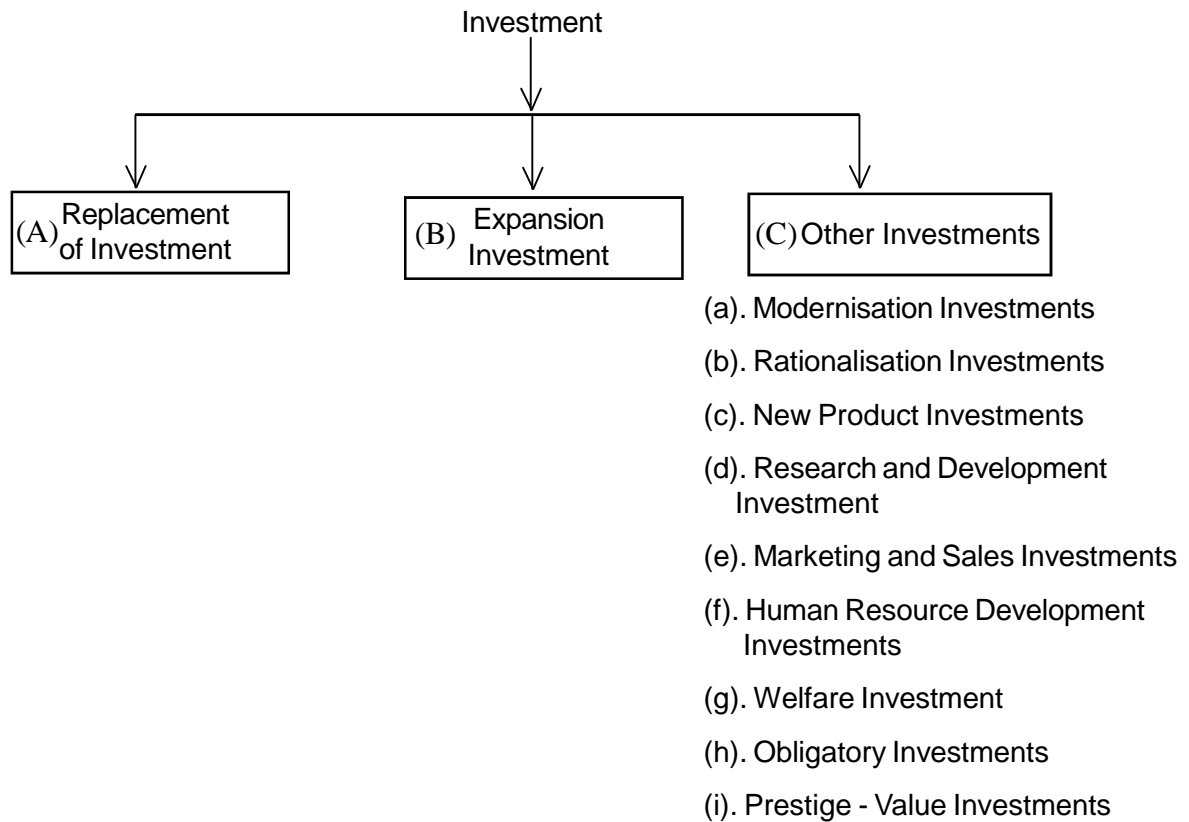 Investment
(A) Replacement
of Investment
(B) Expansion
Investment
(C) Other Investments
(a). Modernisation Investments
(b). Rationalisation Investments
(c). New Product Investments
(d). Research and Development
Investment
(e). Marketing and Sales Investments
(f). Human Resource Development
Investments
(g). Welfare Investment
(h). Obligatory Investments
(i). Prestige - Value Investments